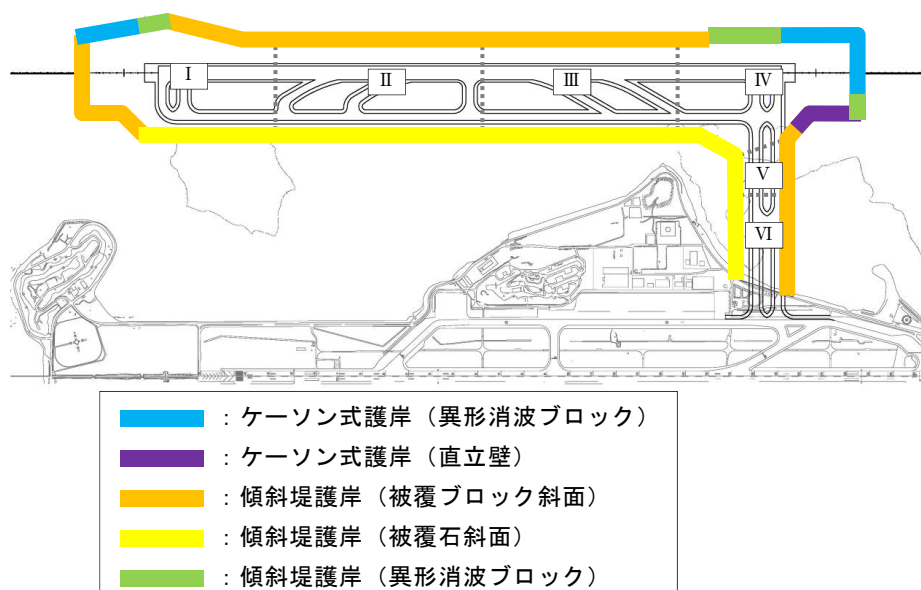 I
II
III
IV
V
VI
:ケーソン式護岸(異形消波ブロック)
:ケーソン式護岸(直立壁)
:傾斜堤護岸(被覆ブロック斜面)
:傾斜堤護岸(被覆石斜面)
:傾斜堤護岸(異形消波ブロック)